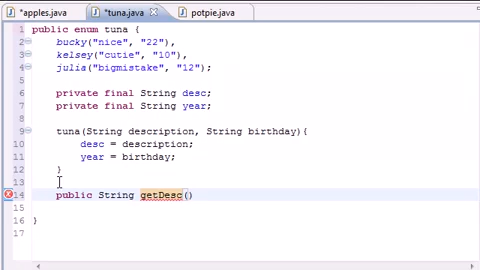 *apples.java *tuna.java potpie.java
1 public enum tuna {
2 bucky("nice", "22"),
3 kelsey("cutie", "10"),
4 julia("bigmistake", "12");
5
6 private final String desc;
7 private final String year;
8
9 tuna(String description, String birthday){
10 desc = description;
11 year = birthday;
12 }
13
14 public String getDesc()
15
16 }
17